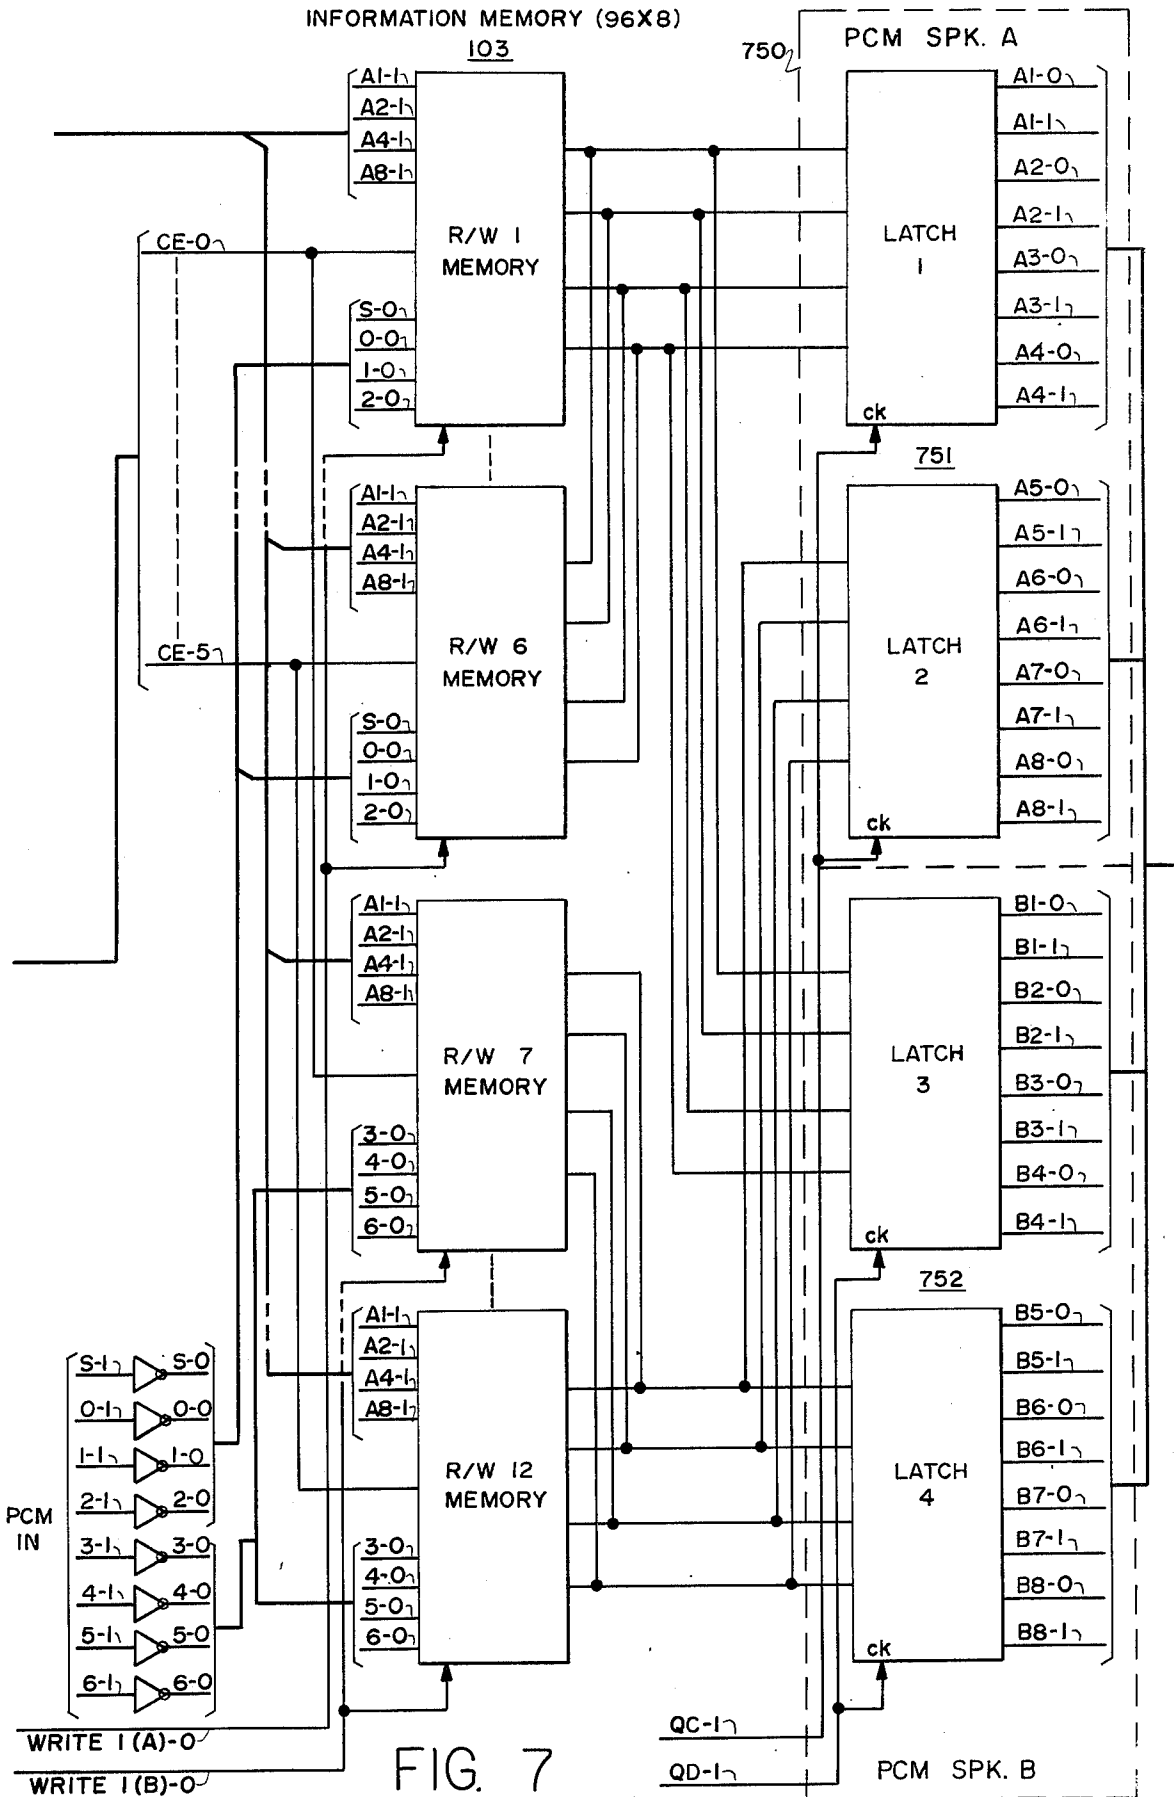 INFORMATION MEMORY (96X8)
103
750
PCM SPK. A
A1-1
A2-1
A4-1
A8-1
CE-0
R/W 1
MEMORY
S-0
0-0
1-0
2-0
LATCH
1
ck
A1-0
A1-1
A2-0
A2-1
A3-0
A3-1
A4-0
A4-1
751
A1-1
A2-1
A4-1
A8-1
CE-5
R/W 6
MEMORY
S-0
0-0
1-0
2-0
LATCH
2
ck
A5-0
A5-1
A6-0
A6-1
A7-0
A7-1
A8-0
A8-1
A1-1
A2-1
A4-1
A8-1
R/W 7
MEMORY
3-0
4-0
5-0
6-0
LATCH
3
ck
B1-0
B1-1
B2-0
B2-1
B3-0
B3-1
B4-0
B4-1
752
A1-1
A2-1
A4-1
A8-1
R/W 12
MEMORY
3-0
4-0
5-0
6-0
LATCH
4
ck
B5-0
B5-1
B6-0
B6-1
B7-0
B7-1
B8-0
B8-1
PCM
IN
S-1 S-0
0-1 0-0
1-1 1-0
2-1 2-0
3-1 3-0
4-1 4-0
5-1 5-0
6-1 6-0
WRITE 1(A)-0
WRITE 1(B)-0
FIG. 7
QC-1
QD-1
PCM SPK. B